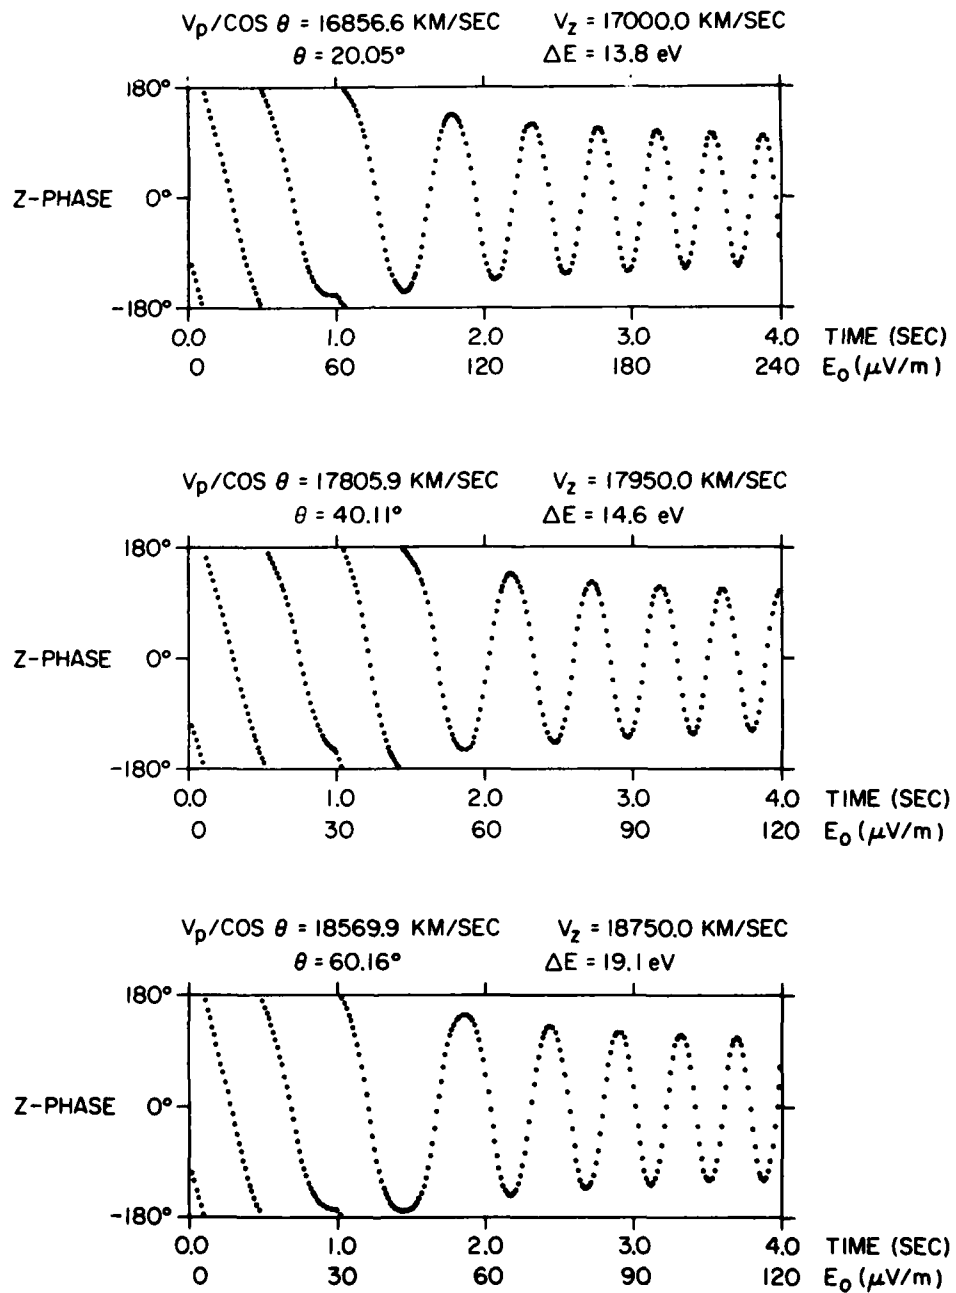 Vp/COS θ = 16856.6 KM/SEC Vz = 17000.0 KM/SEC
θ = 20.05° ΔE = 13.8 eV
180°
Z-PHASE 0°
-180°
0.0 1.0 2.0 3.0 4.0 TIME (SEC)
0 60 120 180 240 Eo (μV/m)
Vp/COS θ = 17805.9 KM/SEC Vz = 17950.0 KM/SEC
θ = 40.11° ΔE = 14.6 eV
180°
Z-PHASE 0°
-180°
0.0 1.0 2.0 3.0 4.0 TIME (SEC)
0 30 60 90 120 Eo (μV/m)
Vp/COS θ = 18569.9 KM/SEC Vz = 18750.0 KM/SEC
θ = 60.16° ΔE = 19.1 eV
180°
Z-PHASE 0°
-180°
0.0 1.0 2.0 3.0 4.0 TIME (SEC)
0 30 60 90 120 Eo (μV/m)